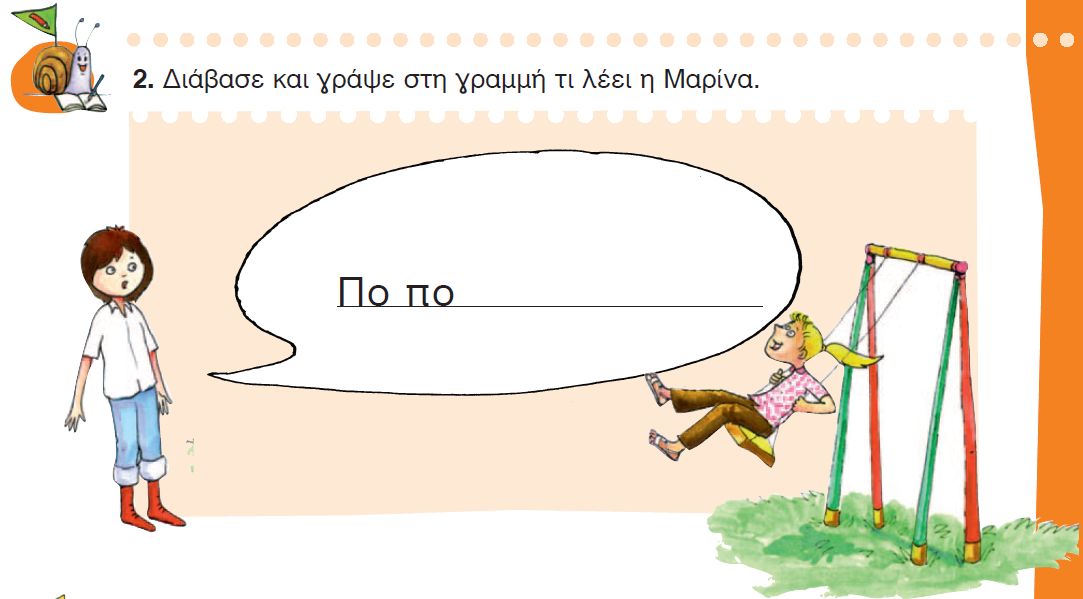 2. Διάβασε και γράψε στη γραμμή τι λέει η Μαρίνα.
Πο πο